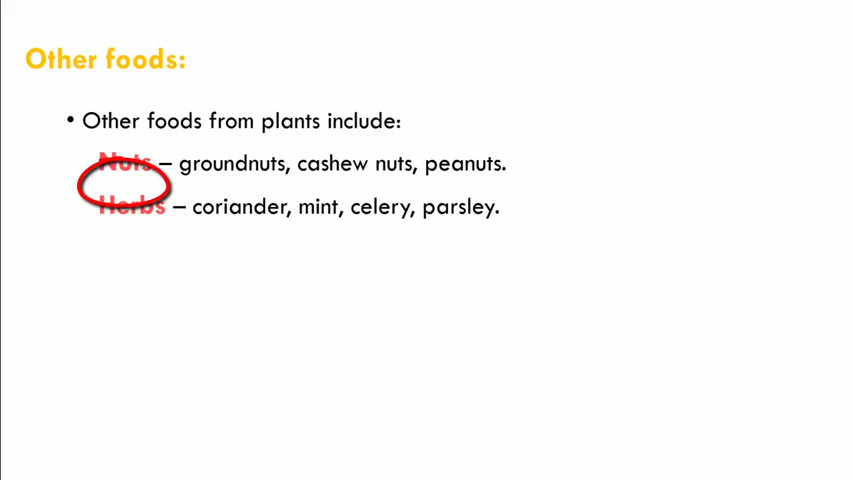 Other foods:
• Other foods from plants include:
Nuts – groundnuts, cashew nuts, peanuts.
Herbs – coriander, mint, celery, parsley.